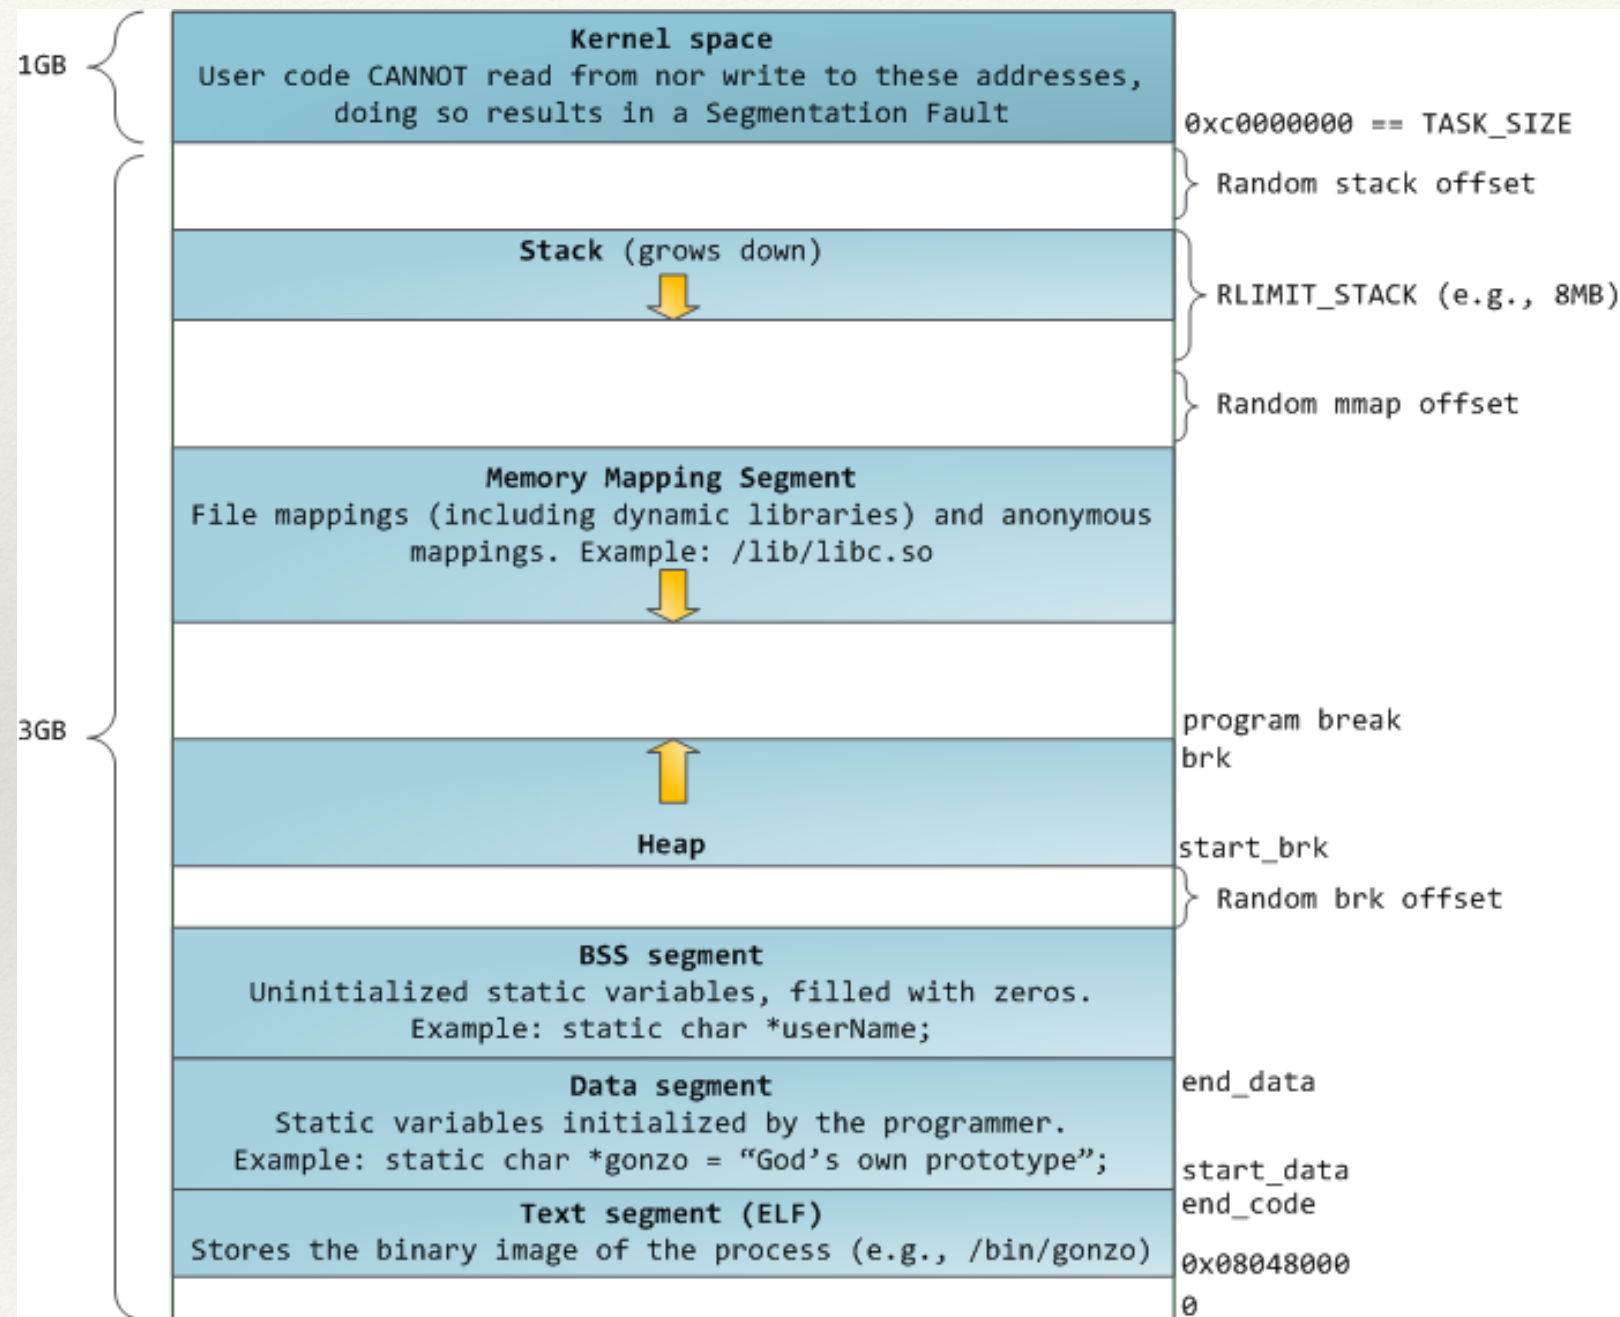 Kernel space
1GB
User code CANNOT read from nor write to these addresses,
doing so results in a Segmentation Fault
0xc0000000 == TASK_SIZE
Random stack offset
Stack (grows down)
RLIMIT_STACK (e.g., 8MB)
Random mmap offset
Memory Mapping Segment
File mappings (including dynamic libraries) and anonymous
mappings. Example: /lib/libc.so
3GB
program break
brk
Heap
start_brk
Random brk offset
BSS segment
Uninitialized static variables, filled with zeros.
Example: static char *userName;
Data segment
end_data
Static variables initialized by the programmer.
Example: static char *gonzo = “God’s own prototype”;
start_data
end_code
Text segment (ELF)
Stores the binary image of the process (e.g., /bin/gonzo)
0x08048000
0